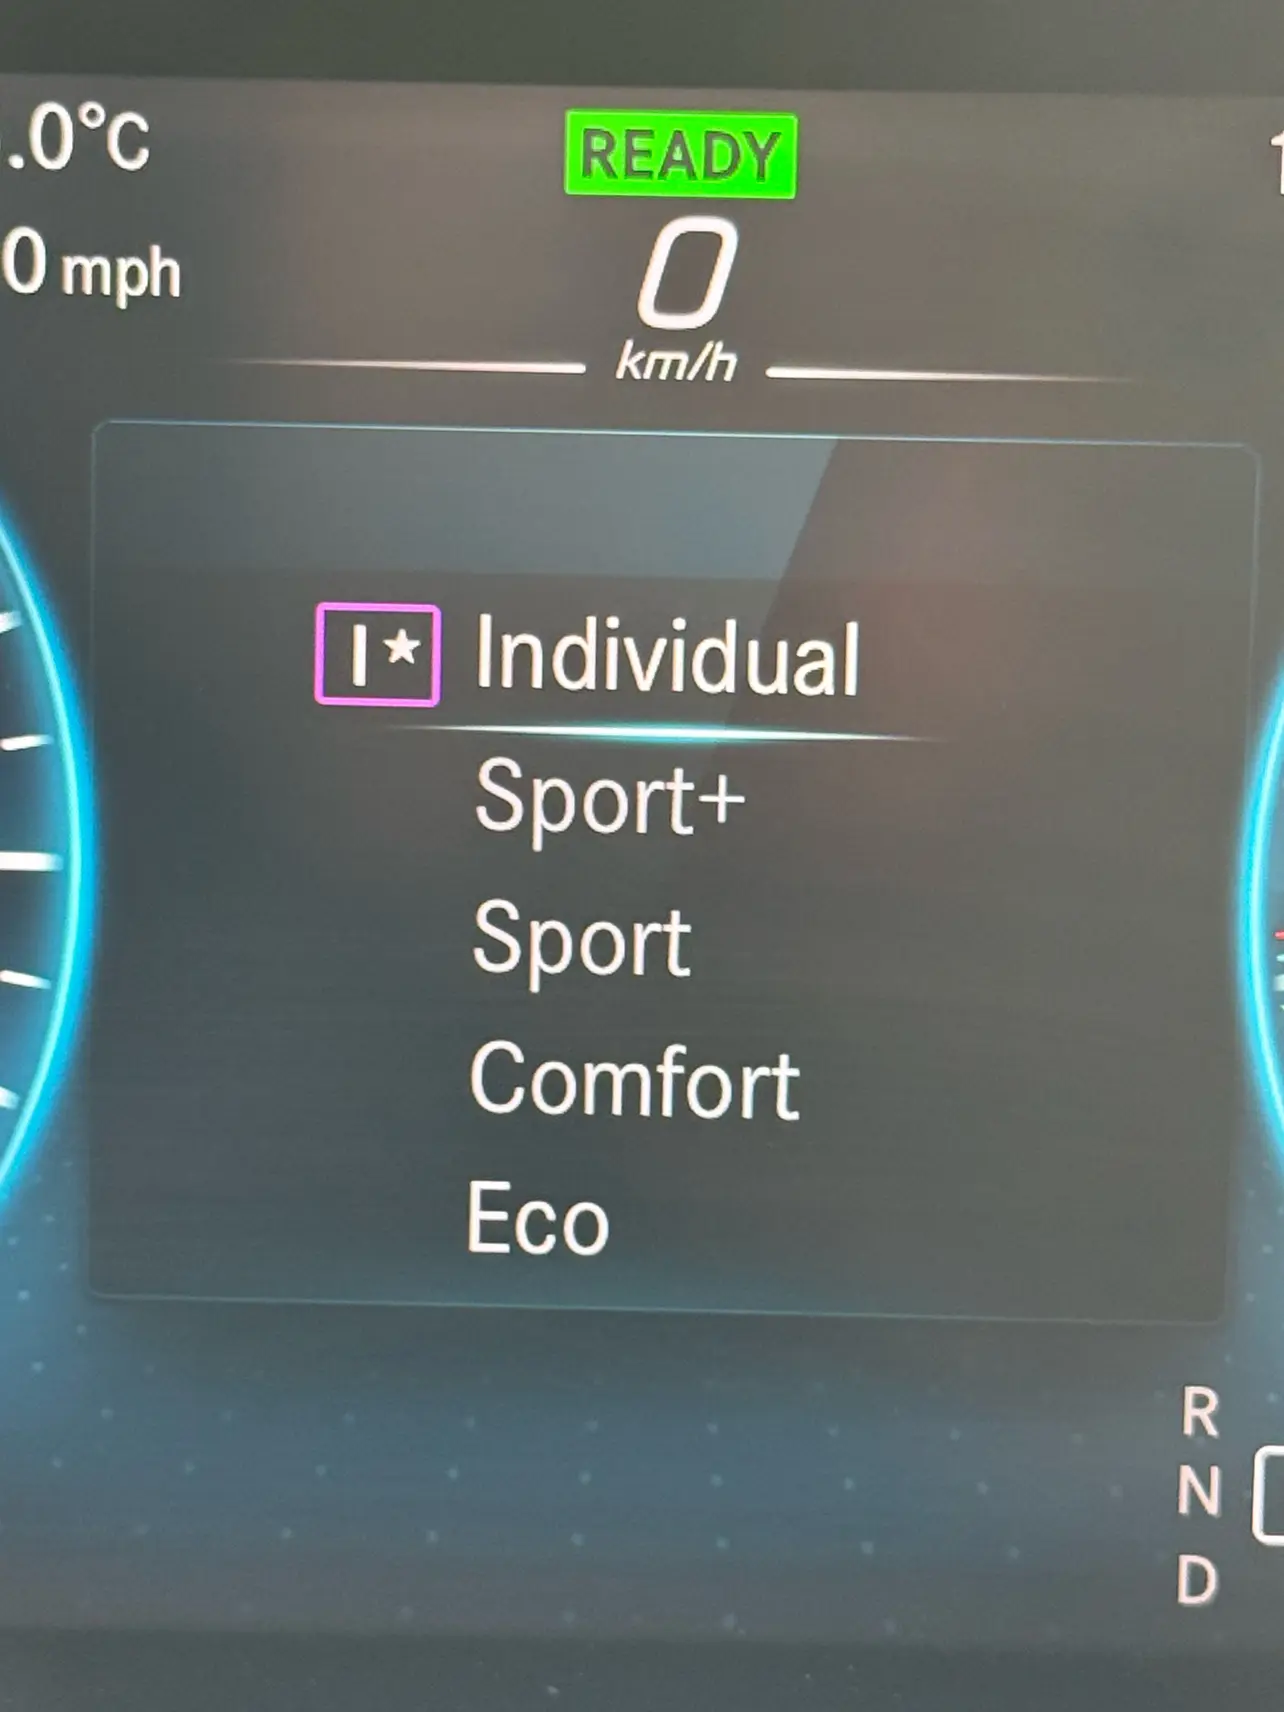 .0°C
READY
0 mph
0
km/h
I★ Individual
Sport+
Sport
Comfort
Eco
R
N
D